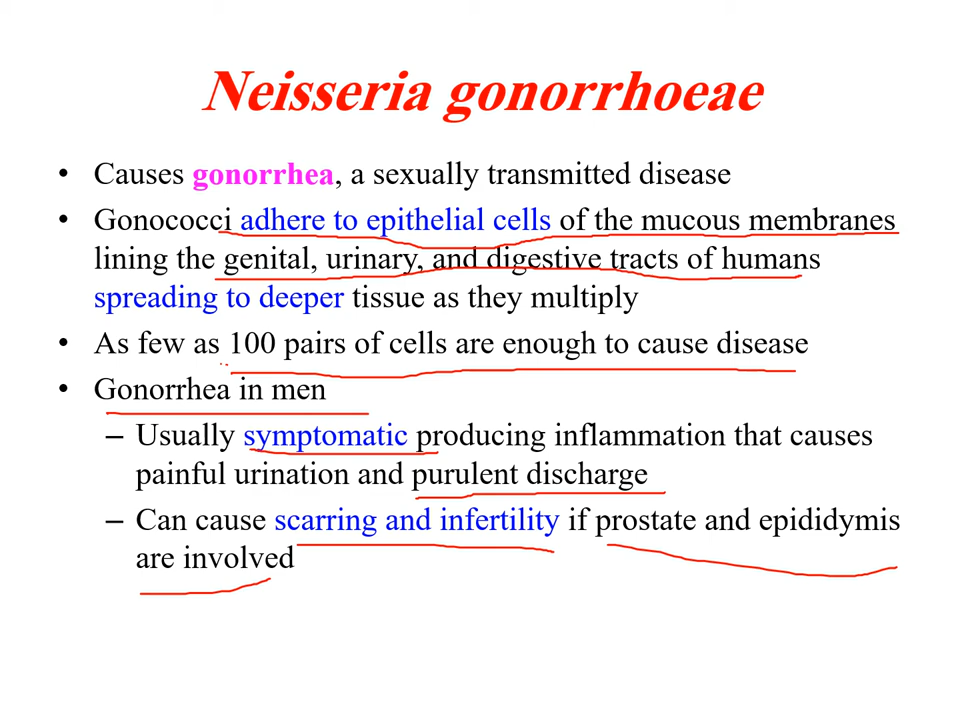 Neisseria gonorrhoeae
• Causes gonorrhea, a sexually transmitted disease
• Gonococci adhere to epithelial cells of the mucous membranes
lining the genital, urinary, and digestive tracts of humans
spreading to deeper tissue as they multiply
• As few as 100 pairs of cells are enough to cause disease
• Gonorrhea in men
– Usually symptomatic producing inflammation that causes
painful urination and purulent discharge
– Can cause scarring and infertility if prostate and epididymis
are involved